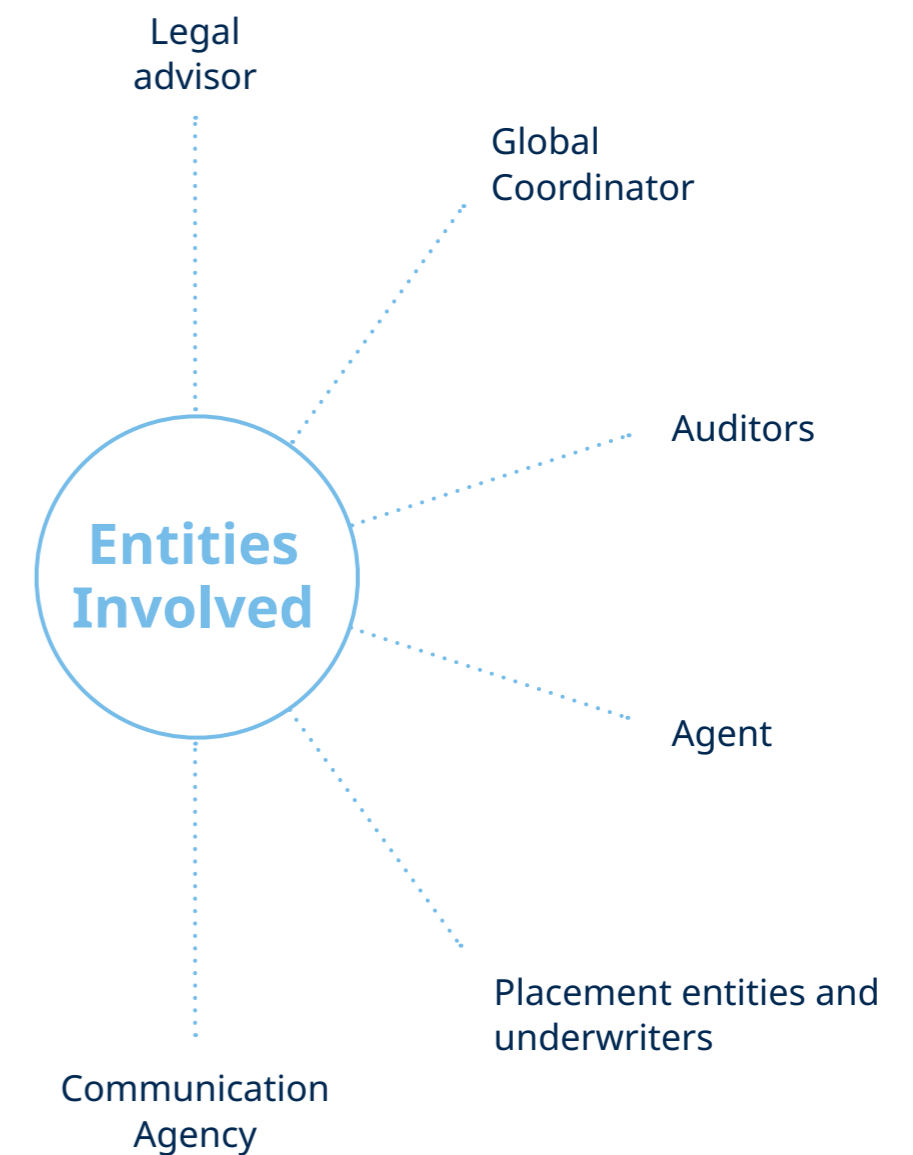 Legal
advisor
Global
Coordinator
Auditors
Entities
Involved
Agent
Placement entities and
underwriters
Communication
Agency